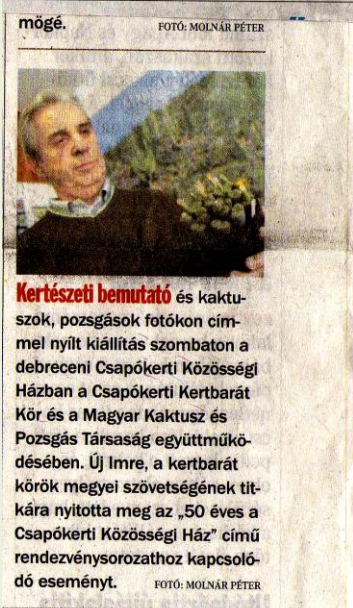 mögé. FOTÓ: MOLNÁR PÉTER
Kertészeti bemutató és kaktu-
szok, pozsgások fotókon cím-
mel nyílt kiállítás szombaton a
debreceni Csapókerti Közösségi
Házban a Csapókerti Kertbarát
Kör és a Magyar Kaktusz és
Pozsgás Társaság együttműkö-
désében. Új Imre, a kertbarát
körök megyei szövetségének tit-
kára nyitotta meg az „50 éves a
Csapókerti Közösségi Ház” című
rendezvénysorozathoz kapcsoló-
dó eseményt. FOTÓ: MOLNÁR PÉTER